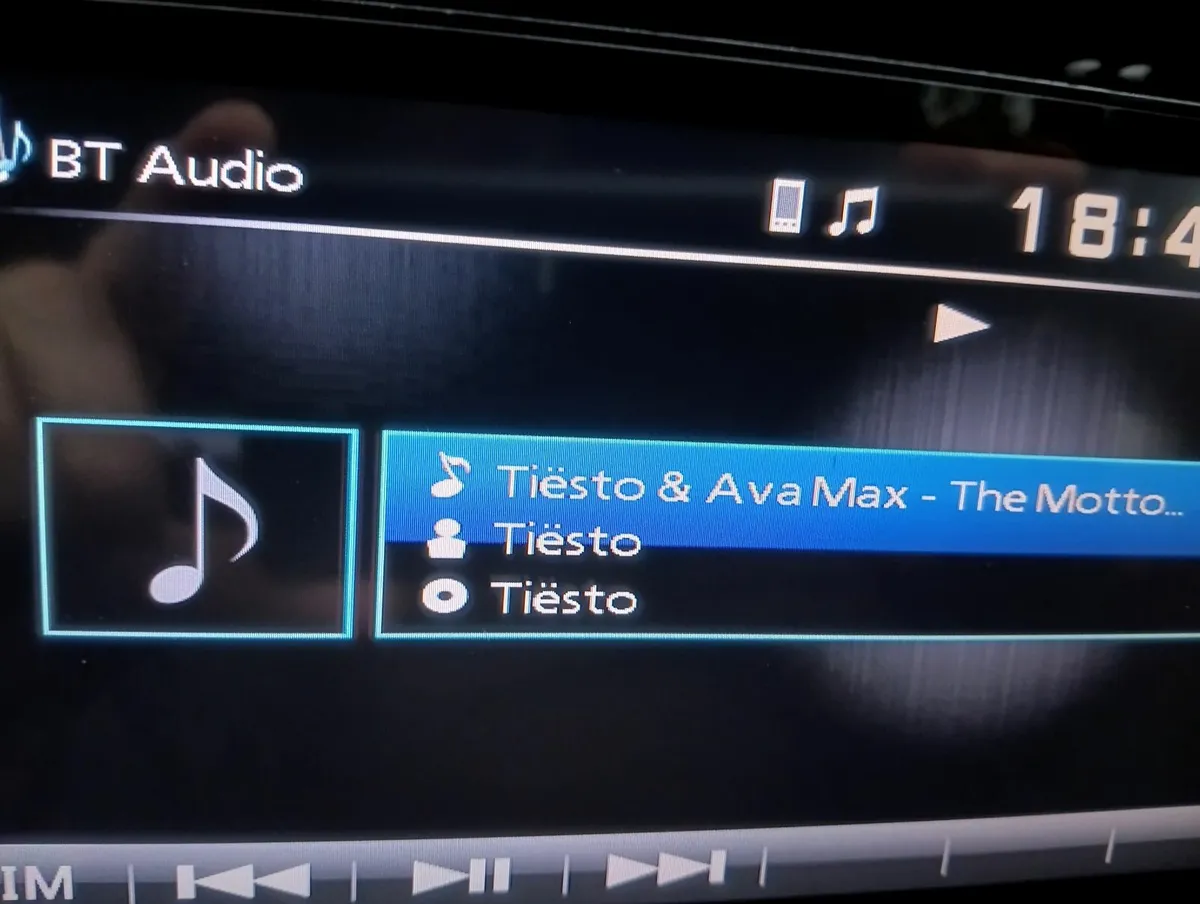 BT Audio
18:4
Tiësto & Ava Max - The Motto...
Tiësto
Tiësto
IM